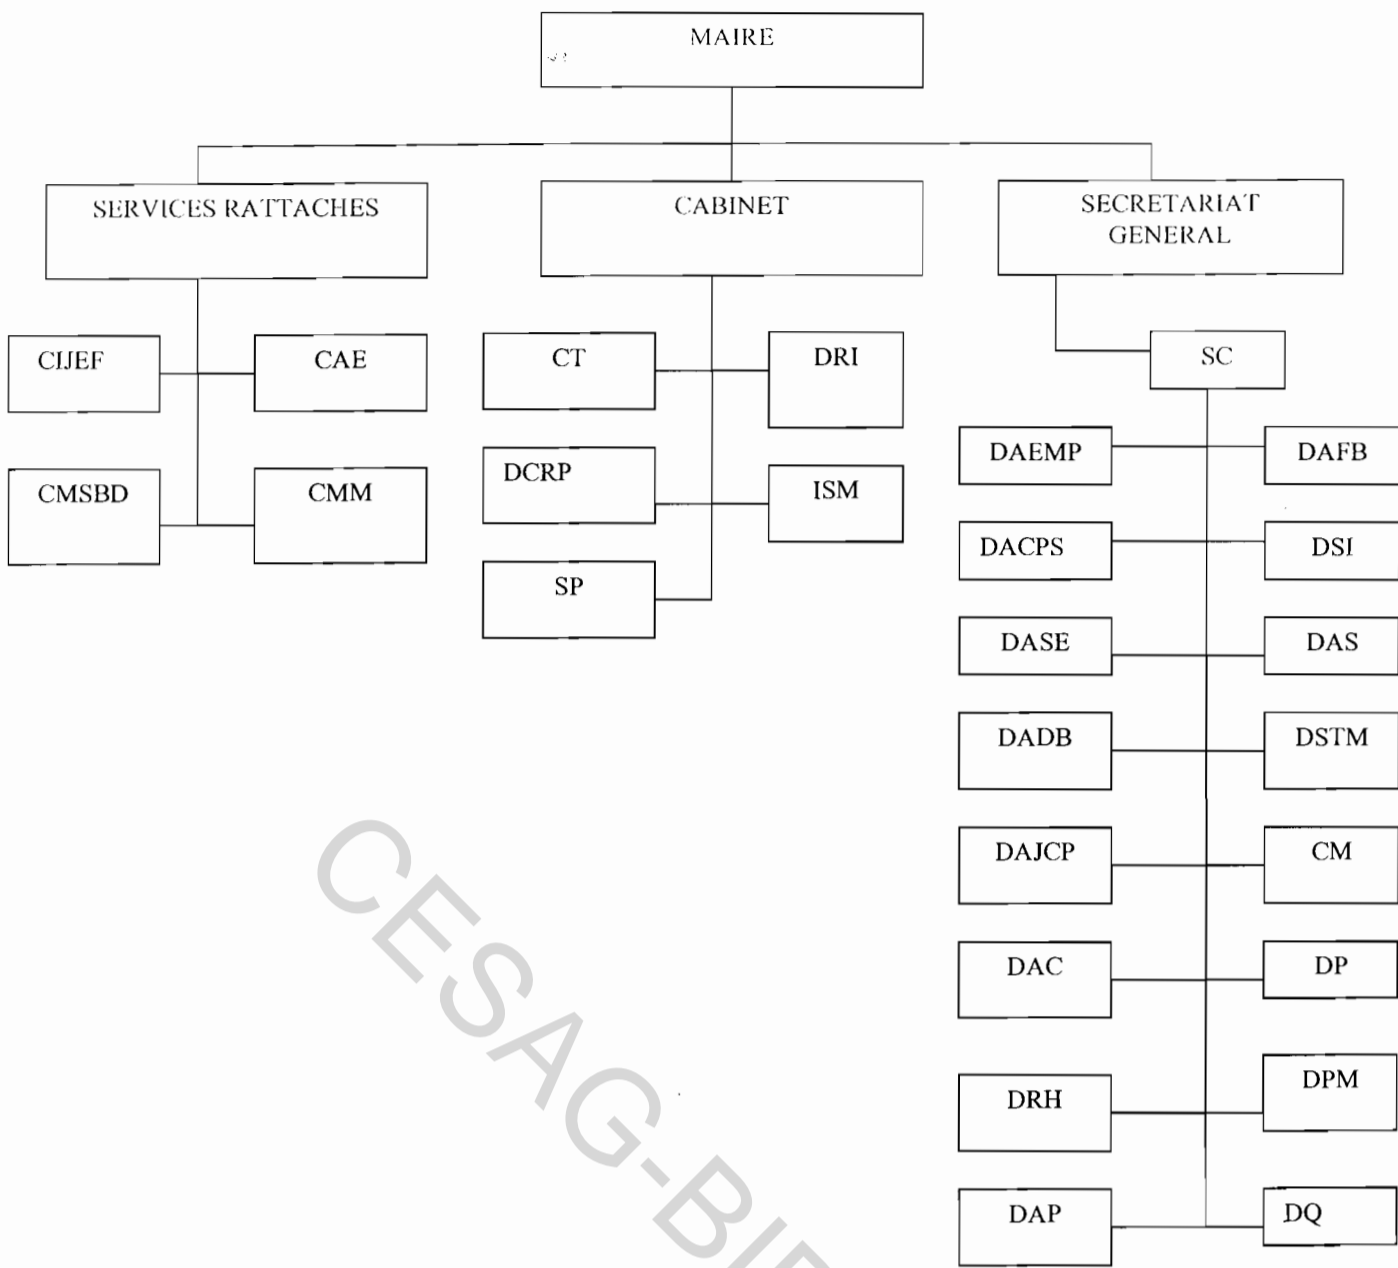 MAIRE
SERVICES RATTACHES
CABINET
SECRETARIAT
GENERAL
CIJEF
CAE
CT
DRI
SC
DAEMP
DAFB
CMSBD
CMM
DCRP
ISM
DACPS
DSI
SP
DASE
DAS
DADB
DSTM
DAJCP
CM
DAC
DP
DRH
DPM
DAP
DQ
CESAG-BI